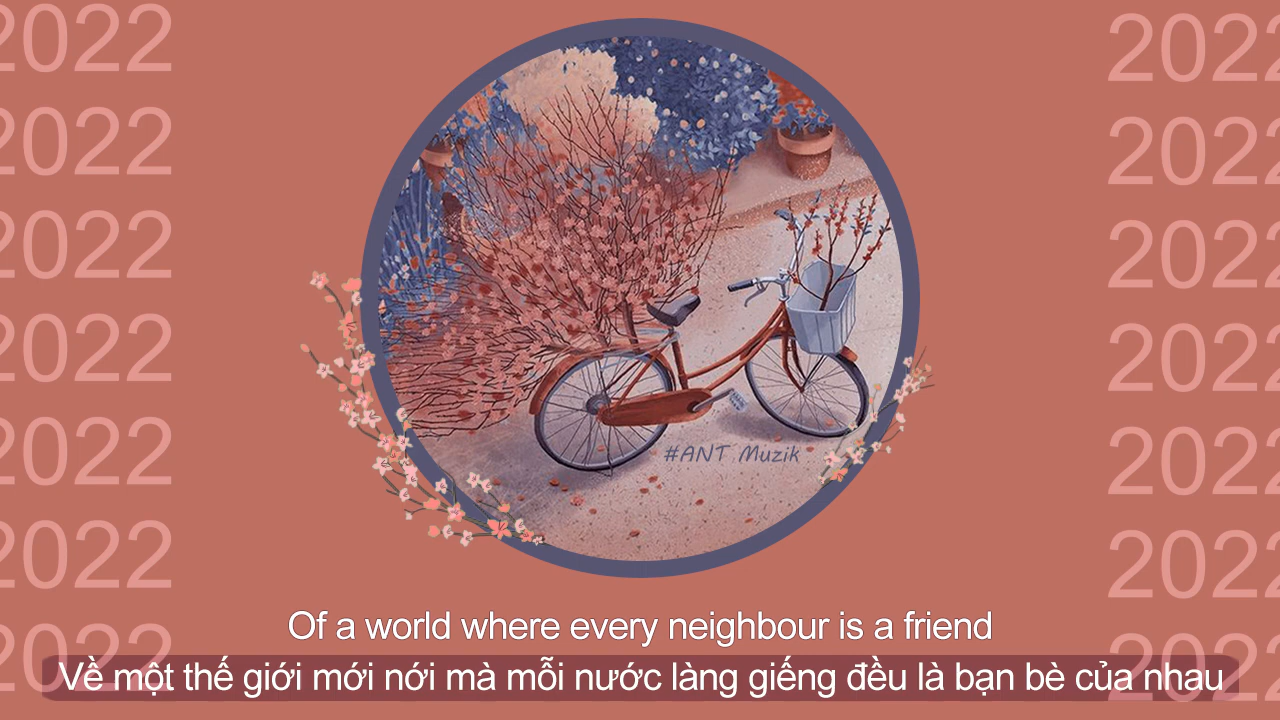 2022 2022
2022 2022
2022 2022
2022 2022
2022 2022
2022 2022
2022 2022
#ANT Muzik
Of a world where every neighbour is a friend
Về một thế giới mới nới mà mỗi nước làng giếng đều là bạn bè của nhau